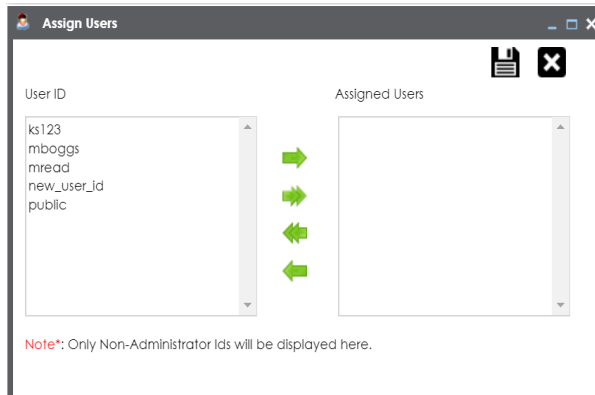 Assign Users
User ID
Assigned Users
ks123
mboggs
mread
new_user_id
public
Note*: Only Non-Administrator Ids will be displayed here.